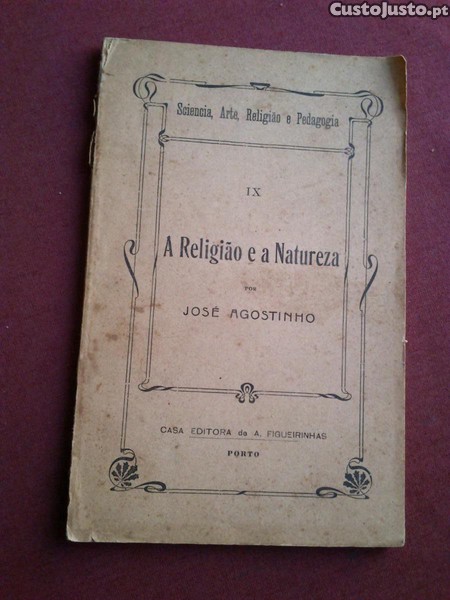 CustoJusto.pt
Sciencia, Arte, Religião e Pedagogia
IX
A Religião e a Natureza
POR
JOSÉ AGOSTINHO
CASA EDITORA de A. FIGUEIRINHAS
PORTO